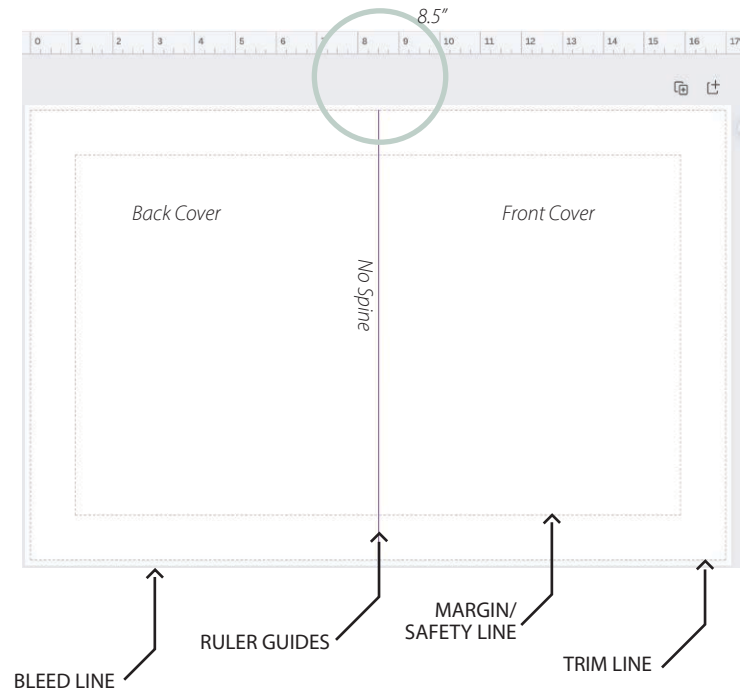 8.5"
0 1 2 3 4 5 6 7 8 9 10 11 12 13 14 15 16 17
Back Cover
Front Cover
No Spine
MARGIN/
SAFETY LINE
RULER GUIDES
TRIM LINE
BLEED LINE